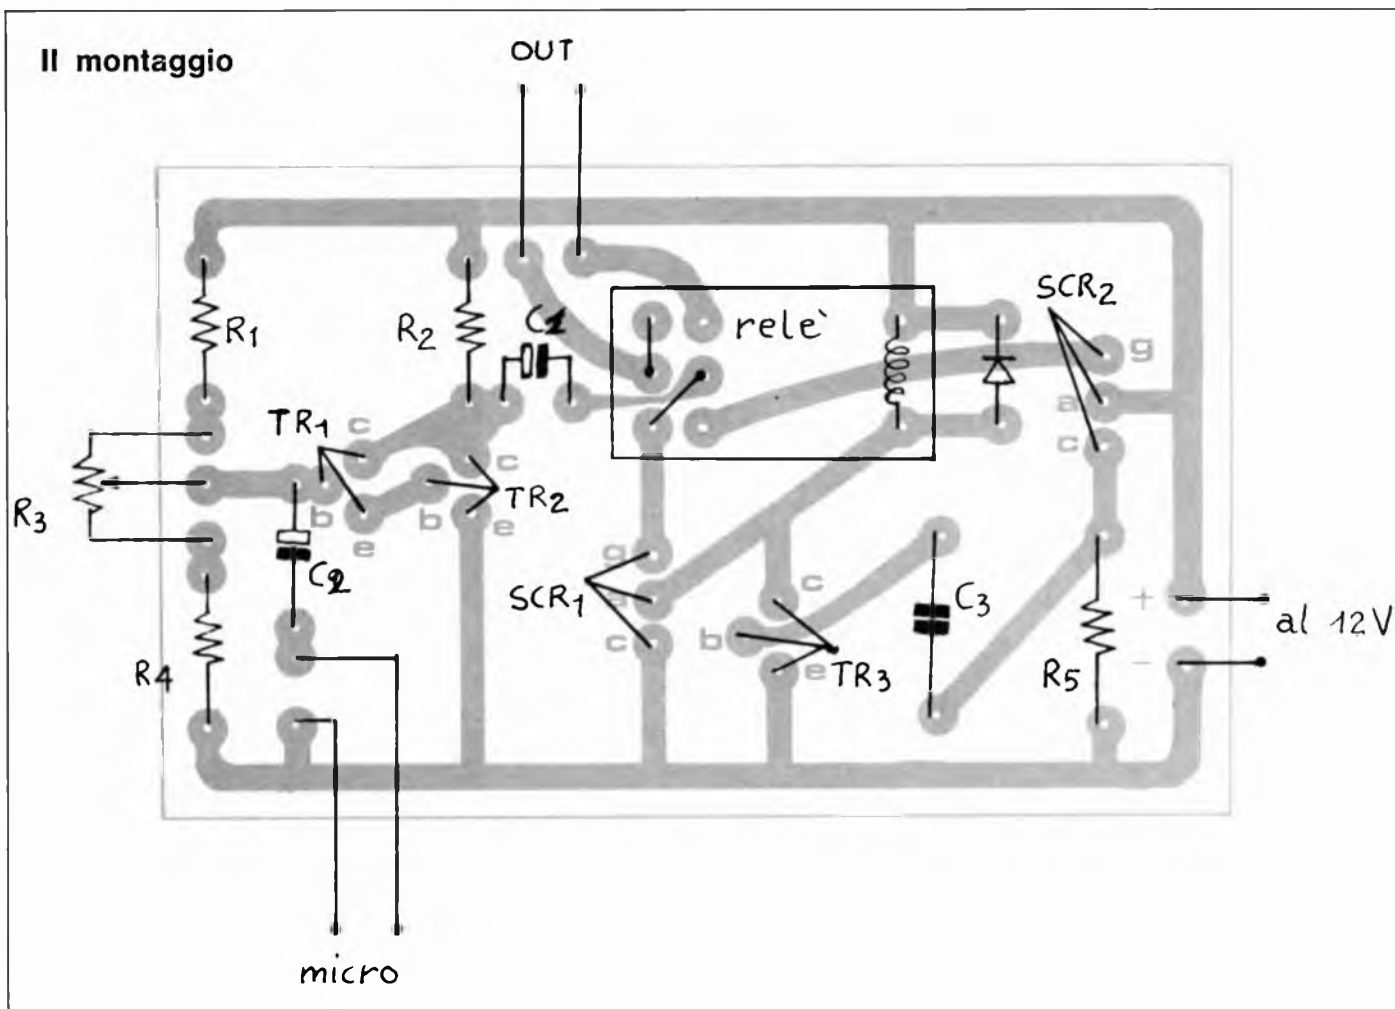 Il montaggio
OUT
R1
R2
C1
relè
SCR2
g
a
c
TR1
c
b
e
R3
c
TR2
b
e
C2
g
SCR1
a
c
c
b
e
TR3
C3
+
al 12V
-
R4
R5
micro